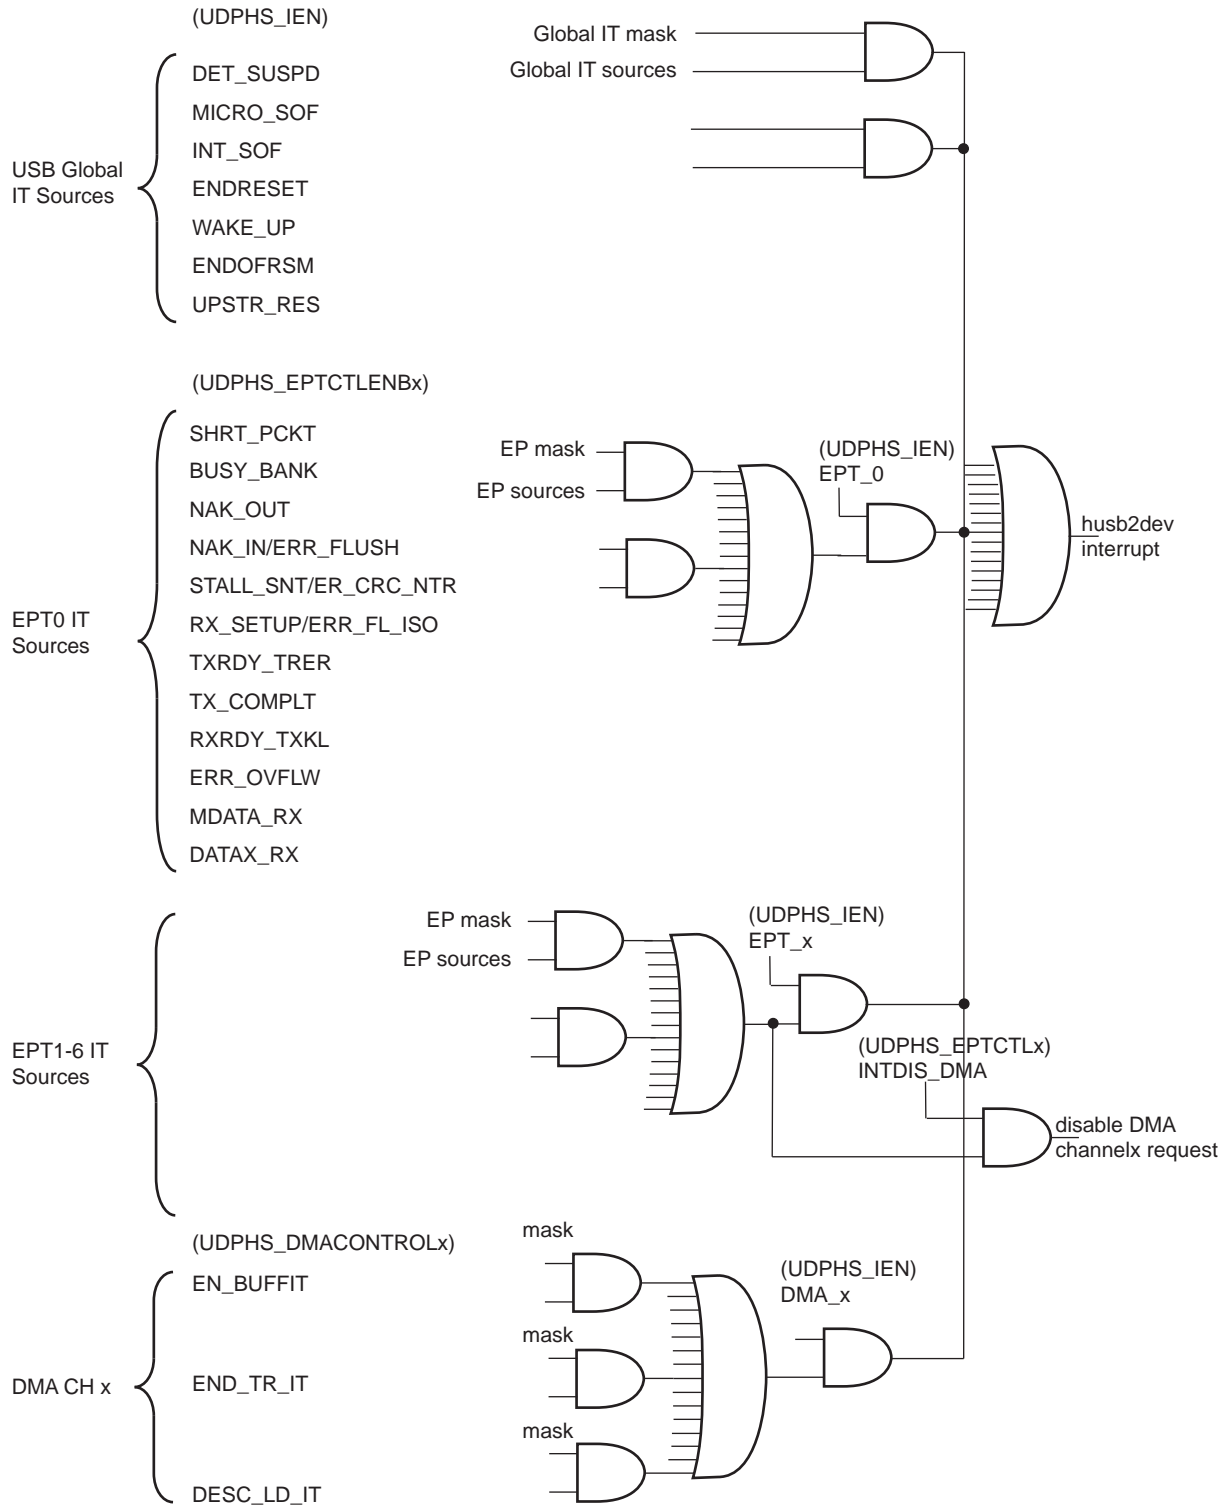 (UDPHS_IEN)
Global IT mask
Global IT sources
USB Global
IT Sources
DET_SUSPD
MICRO_SOF
INT_SOF
ENDRESET
WAKE_UP
ENDOFRSM
UPSTR_RES
(UDPHS_EPTCTLENBx)
EPT0 IT
Sources
SHRT_PCKT
BUSY_BANK
NAK_OUT
NAK_IN/ERR_FLUSH
STALL_SNT/ER_CRC_NTR
RX_SETUP/ERR_FL_ISO
TXRDY_TRER
TX_COMPLT
RXRDY_TXKL
ERR_OVFLW
MDATA_RX
DATAX_RX
EP mask
EP sources
(UDPHS_IEN)
EPT_0
husb2dev
interrupt
EPT1-6 IT
Sources
EP mask
EP sources
(UDPHS_IEN)
EPT_x
(UDPHS_EPTCTLx)
INTDIS_DMA
disable DMA
channelx request
(UDPHS_DMACONTROLx)
DMA CH x
EN_BUFFIT
END_TR_IT
DESC_LD_IT
mask
mask
mask
(UDPHS_IEN)
DMA_x